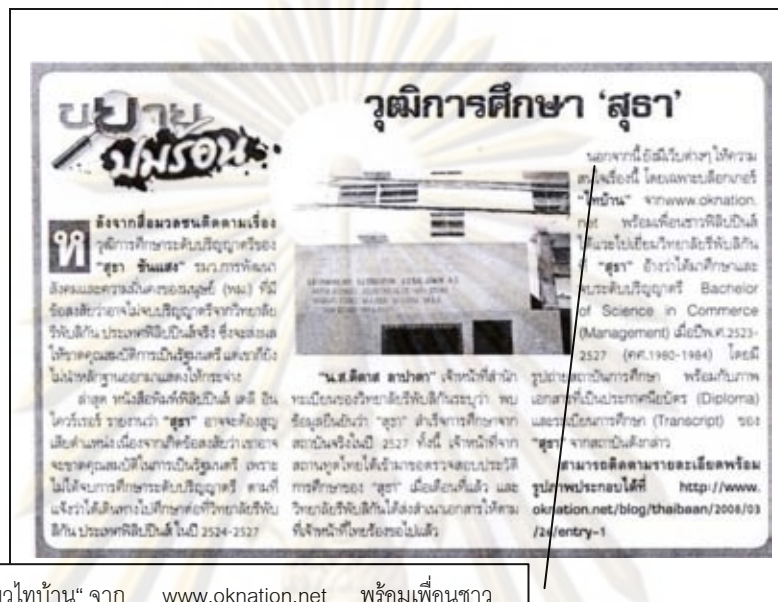 ขยาย
ปมร้อน
วุฒิการศึกษา 'สุธา'
หลังจากสื่อมวลชนติดตามเรื่อง
วุฒิการศึกษาระดับปริญญาตรีของ
"สุธา ชันแสง" รมว.การพัฒนา
สังคมและความมั่นคงของมนุษย์ (พม.) ที่มี
ข้อสงสัยว่าอาจไม่จบปริญญาตรีจากวิทยาลัย
รีพับลิกัน ประเทศฟิลิปปินส์จริง ซึ่งจะส่งผล
ให้ขาดคุณสมบัติการเป็นรัฐมนตรี แต่เขาก็ยัง
ไม่นำหลักฐานออกมาแสดงให้กระจ่าง
ล่าสุด หนังสือพิมพ์ฟิลิปปินส์ เดลี อิน
ไควร์เรอร์ รายงานว่า "สุธา" อาจจะต้องสูญ
เสียตำแหน่ง เนื่องจากเกิดข้อสงสัยว่าเขาอาจ
จะขาดคุณสมบัติในการเป็นรัฐมนตรี เพราะ
ไม่ได้จบการศึกษาระดับปริญญาตรี ตามที่
แจ้งว่าได้เดินทางไปศึกษาต่อที่วิทยาลัยรีพับ
ลิกัน ประเทศฟิลิปปินส์ ในปี 2524-2527
"น.ส.ดีดาส ลาปาดา" เจ้าหน้าที่สำนัก
ทะเบียนของวิทยาลัยรีพับลิกันระบุว่า พบ
ข้อมูลยืนยันว่า "สุธา" สำเร็จการศึกษาจาก
สถาบันจริงในปี 2527 ทั้งนี้ เจ้าหน้าที่จาก
สถานทูตไทยได้เข้ามาขอตรวจสอบประวัติ
การศึกษาของ "สุธา" เมื่อเดือนที่แล้ว และ
วิทยาลัยรีพับลิกันได้ส่งสำเนาเอกสารให้ตาม
ที่เจ้าหน้าที่ไทยร้องขอไปแล้ว
นอกจากนี้ ยังมีเว็บต่างๆ ให้ความ
สนใจเรื่องนี้ โดยเฉพาะบล็อกเกอร์
"ไทบ้าน" จากwww.oknation.
net พร้อมเพื่อนชาวฟิลิปปินส์
ได้แวะไปเยี่ยมวิทยาลัยรีพับลิกัน
ที่ "สุธา" อ้างว่าได้มาศึกษาและ
จบระดับปริญญาตรี Bachelor
of Science in Commerce
(Management) เมื่อปีพ.ศ.2523-
2527 (คศ.1980-1984) โดยมี
รูปถ่ายสถาบันการศึกษา พร้อมกับภาพ
เอกสารที่เป็นประกาศนียบัตร (Diploma)
และระเบียนการศึกษา (Transcript) ของ
"สุธา" จากสถาบันดังกล่าว
สามารถติดตามรายละเอียดพร้อม
รูปภาพประกอบได้ที่ http://www.
oknation.net/blog/thaibaan/2008/03
/24/entry-1
ไทบ้าน" จาก www.oknation.net พร้อมเพื่อนชาว